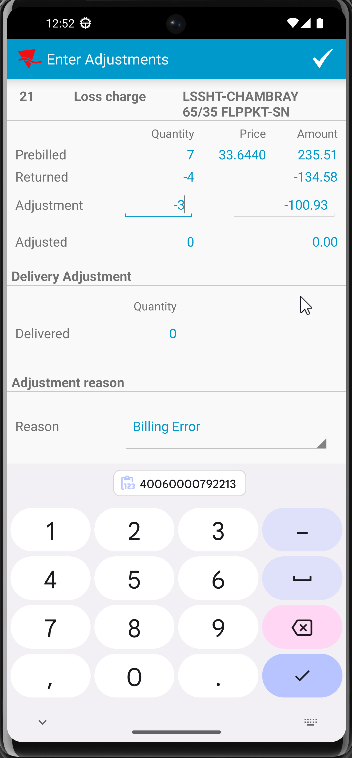 12:52
Enter Adjustments
21 Loss charge LSSHT-CHAMBRAY
65/35 FLPPKT-SN
Quantity Price Amount
Prebilled 7 33.6440 235.51
Returned -4 -134.58
Adjustment -3 -100.93
Adjusted 0 0.00
Delivery Adjustment
Quantity
Delivered 0
Adjustment reason
Reason Billing Error
123 40060000792213
1 2 3 –
4 5 6
7 8 9
, 0 .